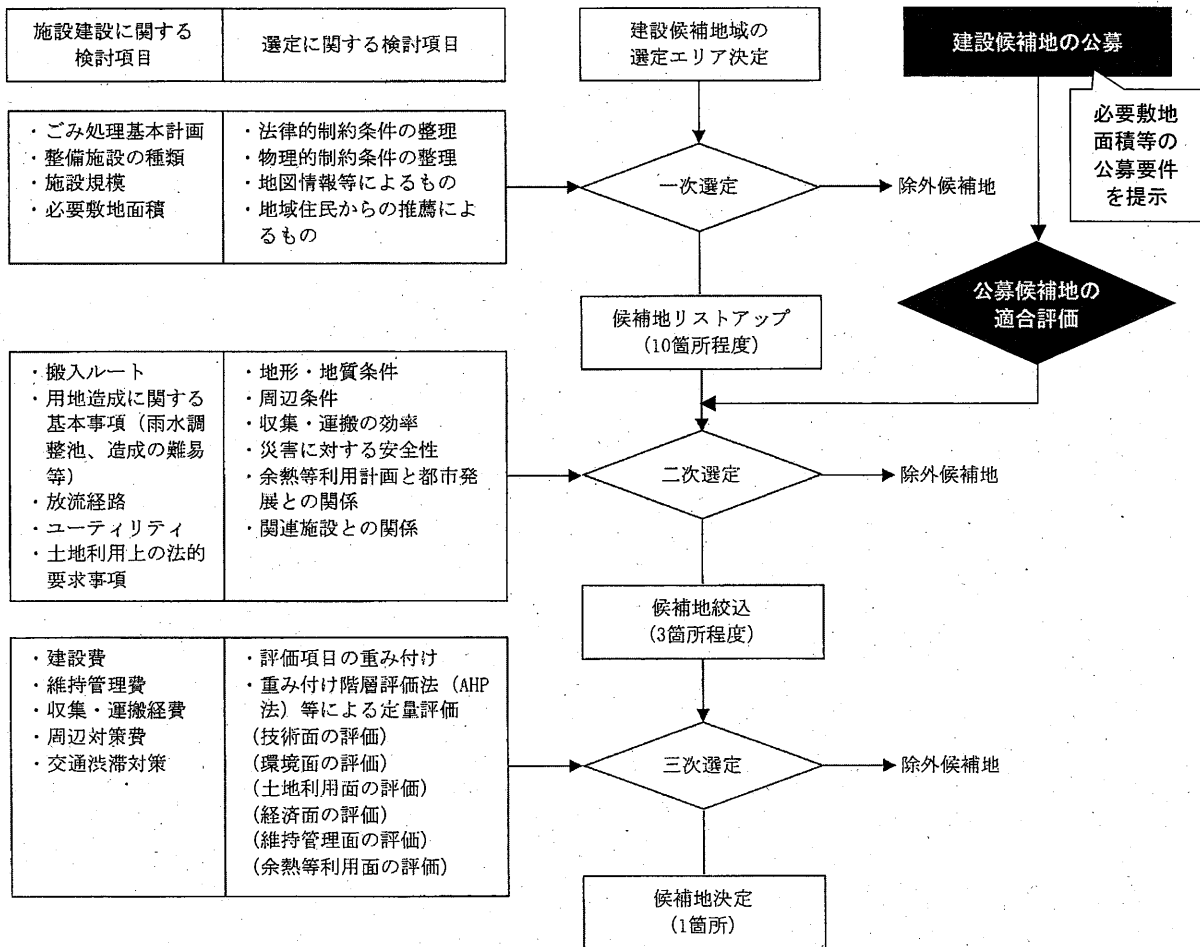 施設建設に関する
検討項目
選定に関する検討項目
建設候補地域の
選定エリア決定
建設候補地の公募
必要敷地
面積等の
公募要件
を提示
・ごみ処理基本計画
・整備施設の種類
・施設規模
・必要敷地面積
・法律的制約条件の整理
・物理的制約条件の整理
・地図情報等によるもの
・地域住民からの推薦によ
るもの
一次選定
除外候補地
公募候補地の
適合評価
候補地リストアップ
(10箇所程度)
・搬入ルート
・用地造成に関する
基本事項（雨水調
整池、造成の難易
等）
・放流経路
・ユーティリティ
・土地利用上の法的
要求事項
・地形・地質条件
・周辺条件
・収集・運搬の効率
・災害に対する安全性
・余熱等利用計画と都市発
展との関係
・関連施設との関係
二次選定
除外候補地
候補地絞込
(3箇所程度)
・建設費
・維持管理費
・収集・運搬経費
・周辺対策費
・交通渋滞対策
・評価項目の重み付け
・重み付け階層評価法（AHP
法）等による定量評価
(技術面の評価)
(環境面の評価)
(土地利用面の評価)
(経済面の評価)
(維持管理面の評価)
(余熱等利用面の評価)
三次選定
除外候補地
候補地決定
(1箇所)